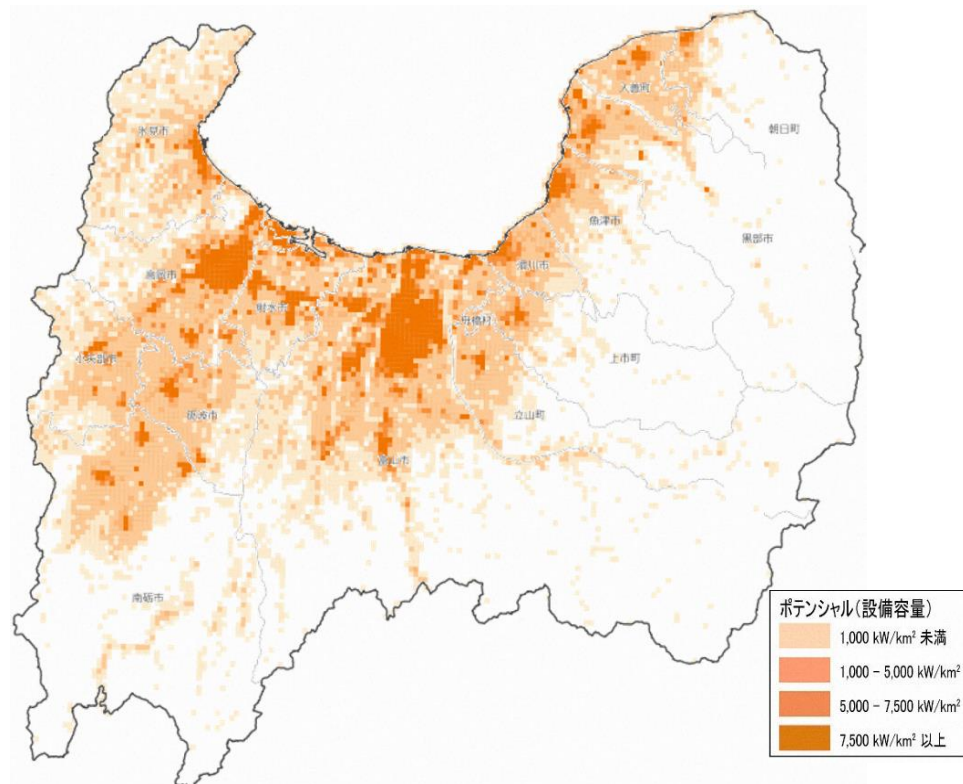 入善町
朝日町
氷見市
魚津市
黒部市
滑川市
高岡市
射水市
舟橋村
小矢部市
上市町
砺波市
立山町
富山市
南砺市
ポテンシャル(設備容量)
1,000 kW/km² 未満
1,000 – 5,000 kW/km²
5,000 – 7,500 kW/km²
7,500 kW/km² 以上